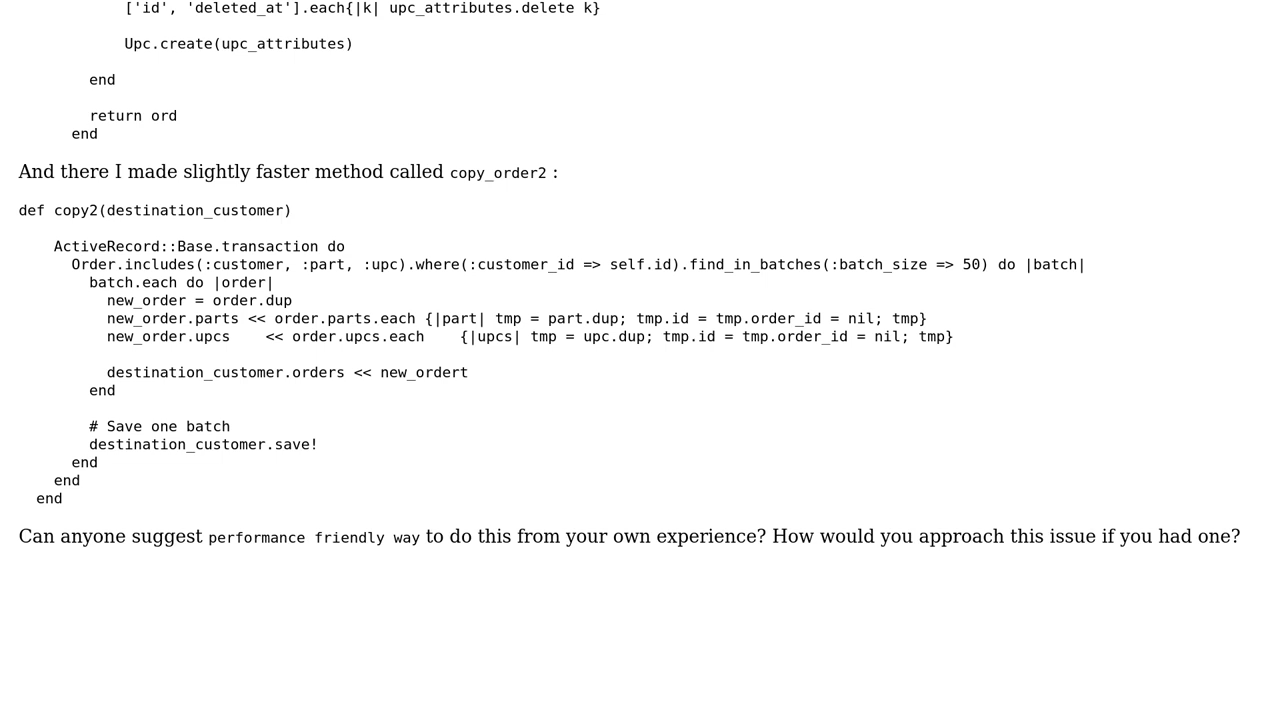 ['id', 'deleted_at'].each{|k| upc_attributes.delete k}
Upc.create(upc_attributes)
end
return ord
end
And there I made slightly faster method called copy_order2 :
def copy2(destination_customer)
ActiveRecord::Base.transaction do
Order.includes(:customer, :part, :upc).where(:customer_id => self.id).find_in_batches(:batch_size => 50) do |batch|
batch.each do |order|
new_order = order.dup
new_order.parts << order.parts.each {|part| tmp = part.dup; tmp.id = tmp.order_id = nil; tmp}
new_order.upcs    << order.upcs.each    {|upcs| tmp = upc.dup; tmp.id = tmp.order_id = nil; tmp}
destination_customer.orders << new_ordert
end
# Save one batch
destination_customer.save!
end
end
end
Can anyone suggest performance friendly way to do this from your own experience? How would you approach this issue if you had one?